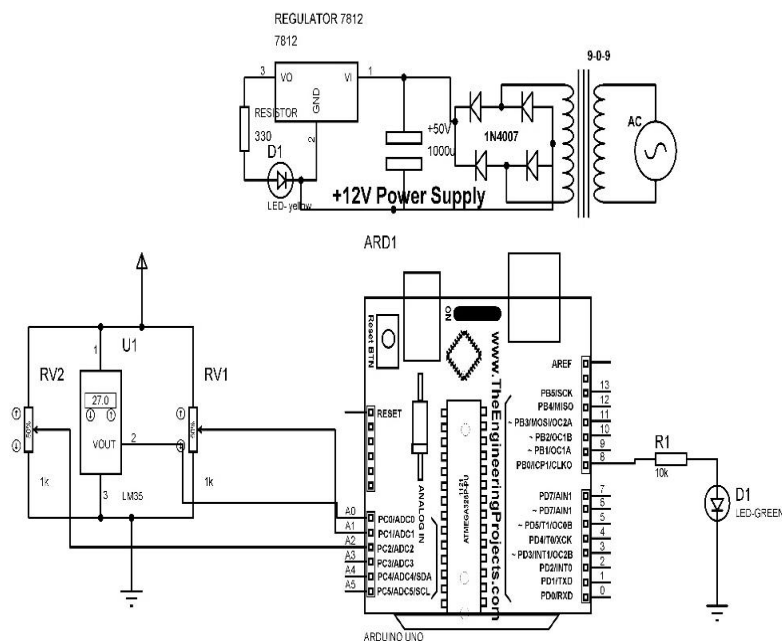 REGULATOR 7812
7812
9-0-9
3
VO
VI
1
GND
2
RESISTOR
330
D1
LED- yellow
+50V
1000u
1N4007
AC
+12V Power Supply
ARD1
ON
Reset BTN
www.TheEngineeringProjects.com
U1
1
27.0
VOUT
2
3
LM35
RV2
50%
1k
RV1
50%
1k
RESET
ANALOG IN
1121
ATMEGA328P-PU
AREF
PB5/SCK 13
PB4/MISO 12
~ PB3/MOSI/OC2A 11
~ PB2/OC1B 10
~ PB1/OC1A 9
PB0/ICP1/CLKO 8
PD7/AIN1 7
~ PD7/AIN1 6
~ PD5/T1/OC0B 5
PD4/T0/XCK 4
~ PD3/INT1/OC2B 3
PD2/INT0 2
PD1/TXD 1
PD0/RXD 0
A0 PC0/ADC0
A1 PC1/ADC1
A2 PC2/ADC2
A3 PC3/ADC3
A4 PC4/ADC4/SDA
A5 PC5/ADC5/SCL
R1
10k
D1
LED-GREEN
ARDUINO UNO